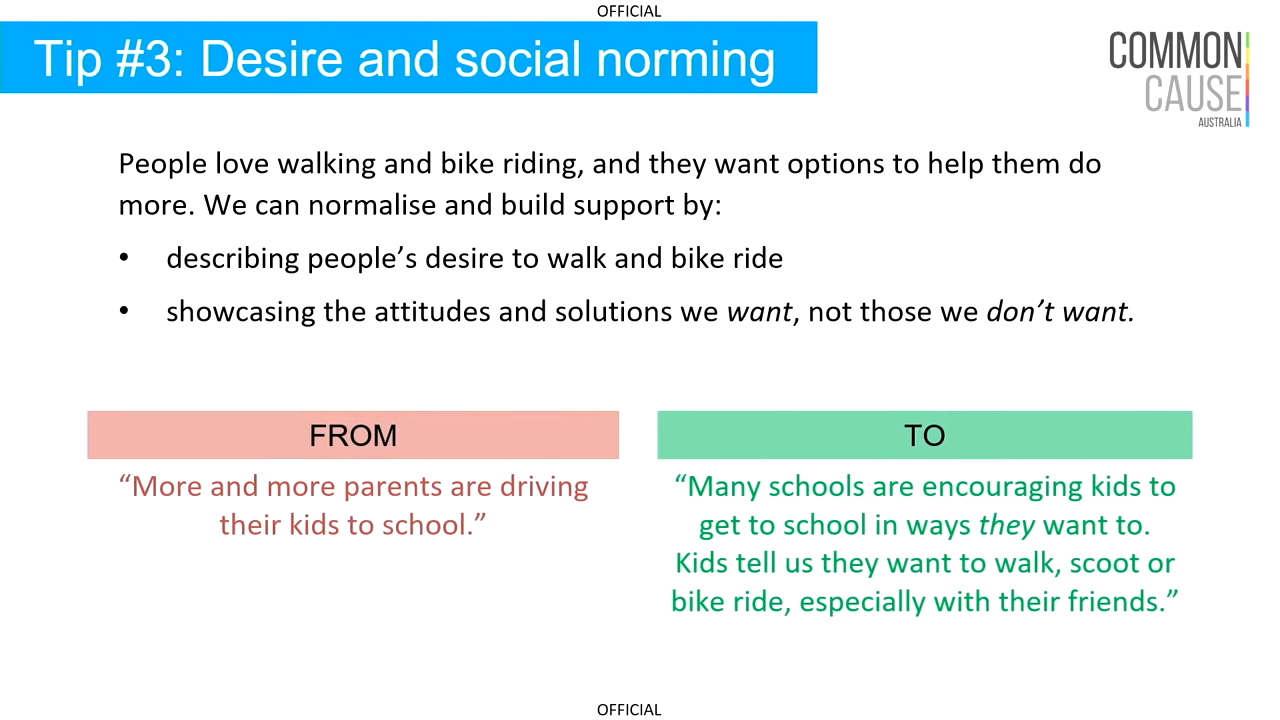 OFFICIAL
Tip #3: Desire and social norming
COMMON
CAUSE
AUSTRALIA
People love walking and bike riding, and they want options to help them do
more. We can normalise and build support by:
• describing people’s desire to walk and bike ride
• showcasing the attitudes and solutions we want, not those we don’t want.
FROM
“More and more parents are driving
their kids to school.”
TO
“Many schools are encouraging kids to
get to school in ways they want to.
Kids tell us they want to walk, scoot or
bike ride, especially with their friends.”
OFFICIAL